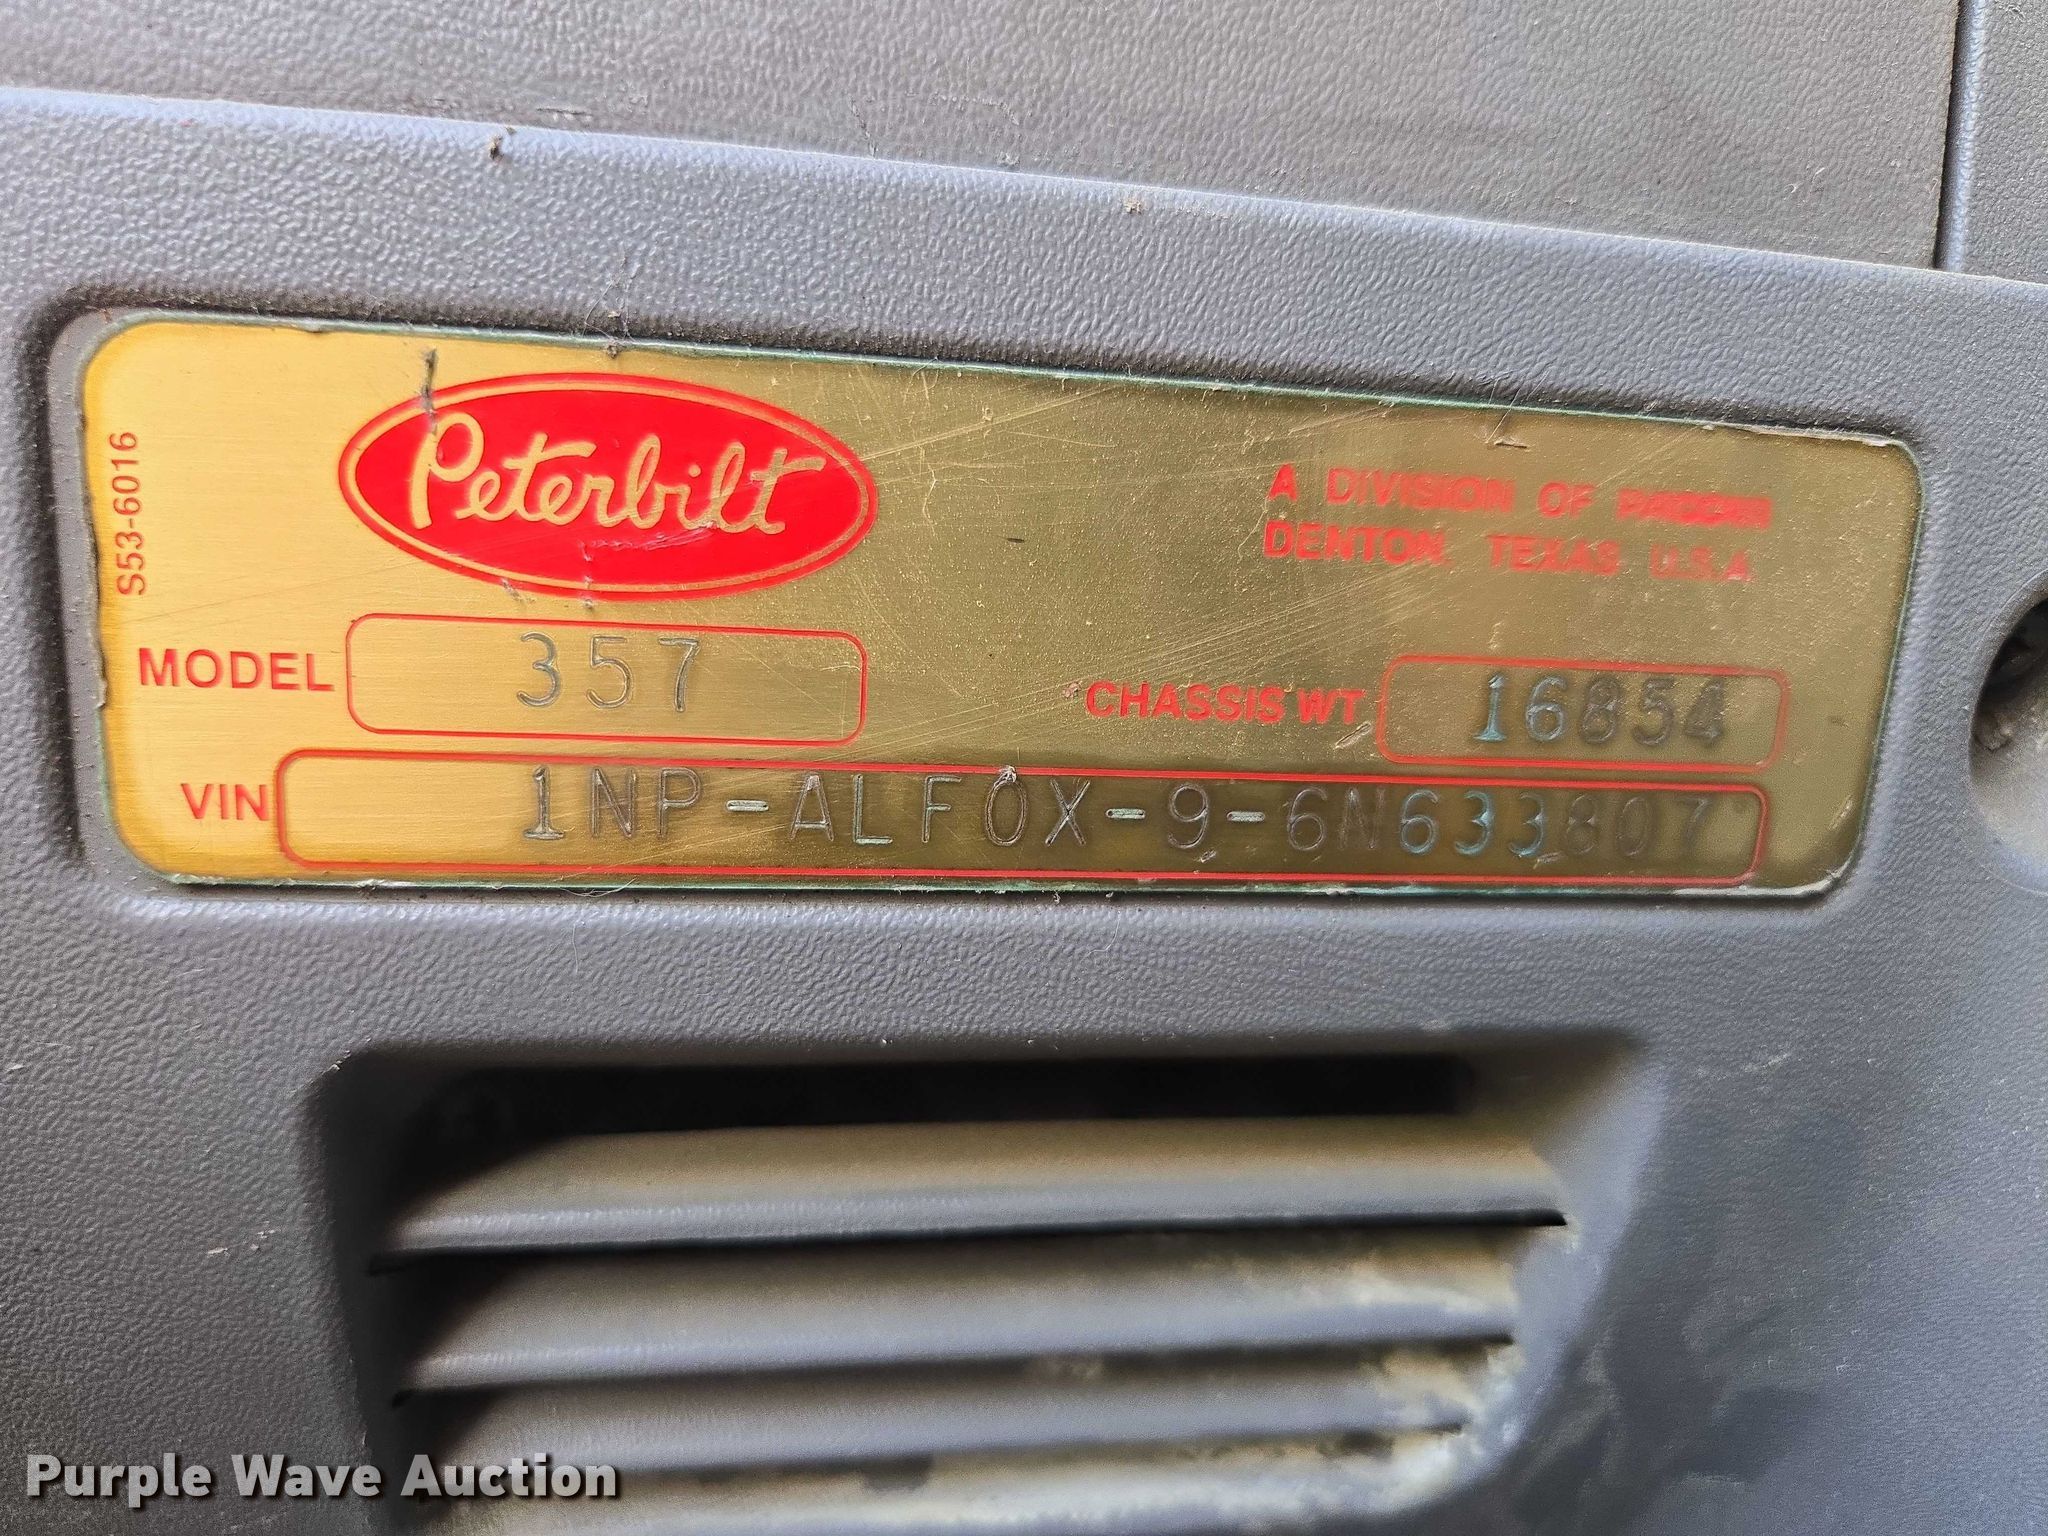 S53-6016
Peterbilt
A DIVISION OF PACCAR
DENTON, TEXAS U.S.A.
MODEL 357
CHASSIS WT 16854
VIN 1NP-ALF0X-9-6N633807
Purple Wave Auction